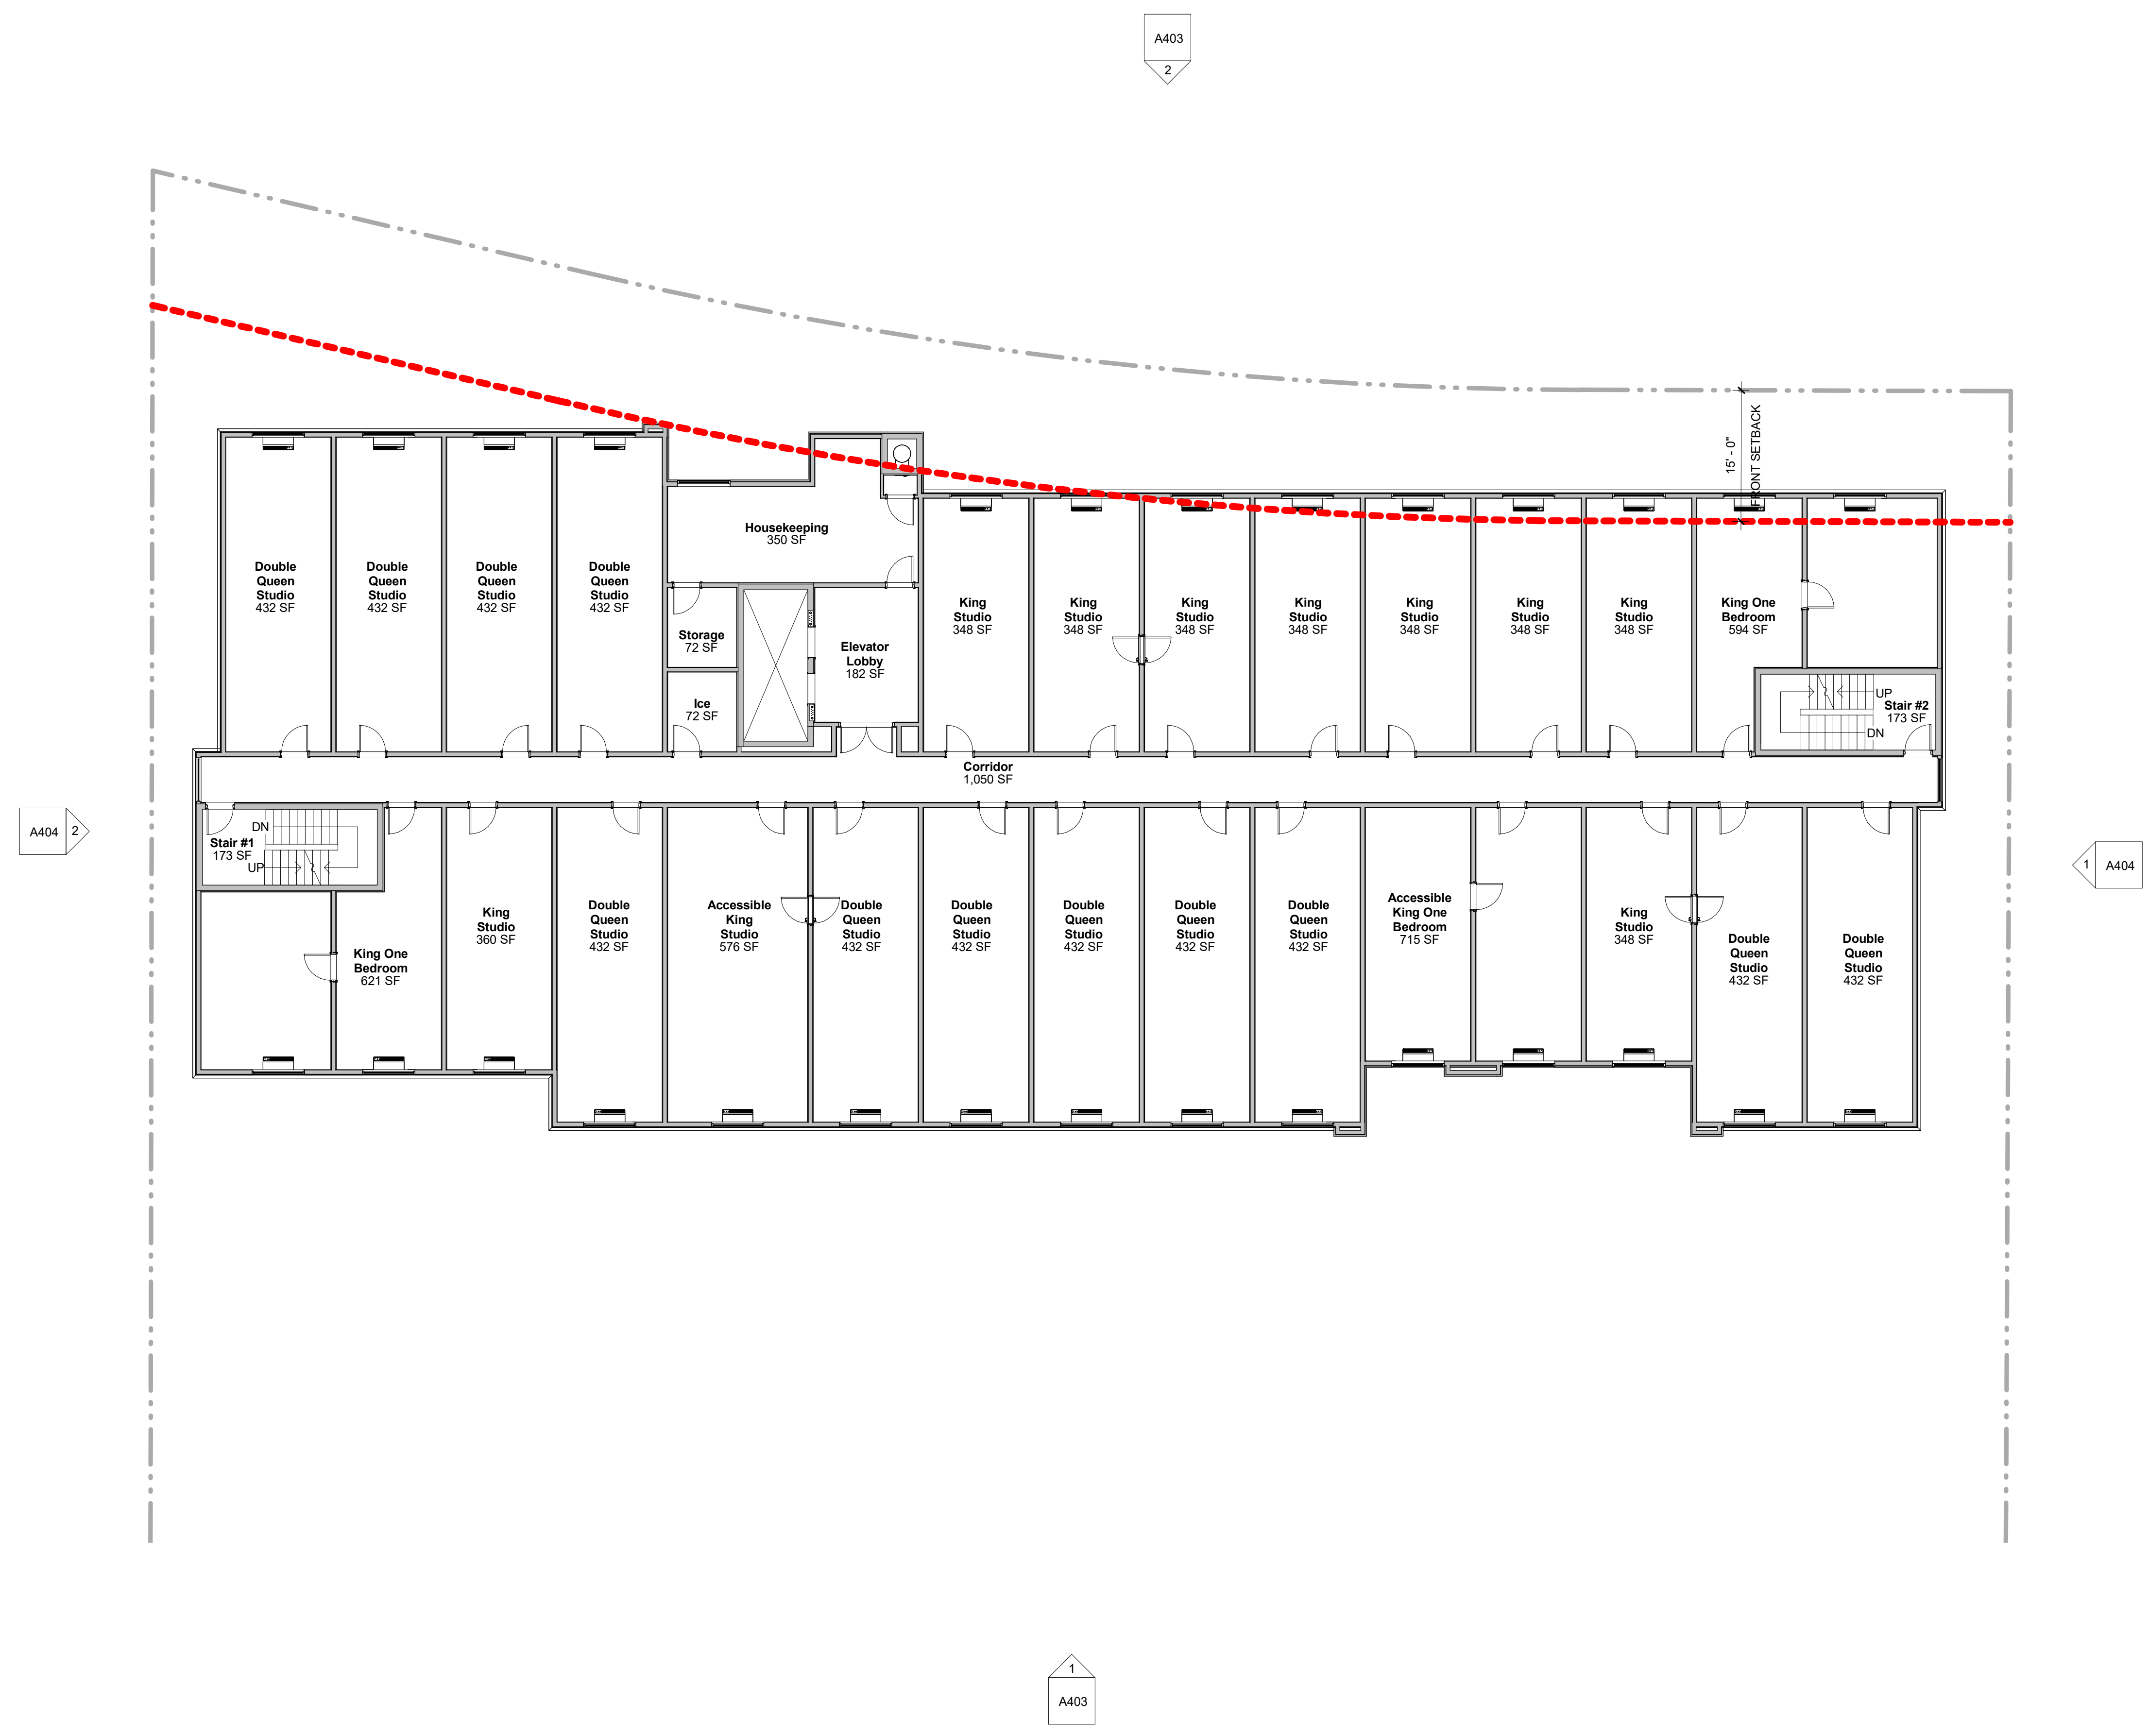 A403
2
15' - 0"
FRONT SETBACK
Double
Queen
Studio
432 SF
Double
Queen
Studio
432 SF
Double
Queen
Studio
432 SF
Double
Queen
Studio
432 SF
Housekeeping
350 SF
Storage
72 SF
Ice
72 SF
Elevator
Lobby
182 SF
King
Studio
348 SF
King
Studio
348 SF
King
Studio
348 SF
King
Studio
348 SF
King
Studio
348 SF
King
Studio
348 SF
King
Studio
348 SF
King One
Bedroom
594 SF
UP
Stair #2
173 SF
DN
Corridor
1,050 SF
A404
2
DN
Stair #1
173 SF
UP
King One
Bedroom
621 SF
King
Studio
360 SF
Double
Queen
Studio
432 SF
Accessible
King
Studio
576 SF
Double
Queen
Studio
432 SF
Double
Queen
Studio
432 SF
Double
Queen
Studio
432 SF
Double
Queen
Studio
432 SF
Double
Queen
Studio
432 SF
Accessible
King One
Bedroom
715 SF
King
Studio
348 SF
Double
Queen
Studio
432 SF
Double
Queen
Studio
432 SF
1
A404
1
A403